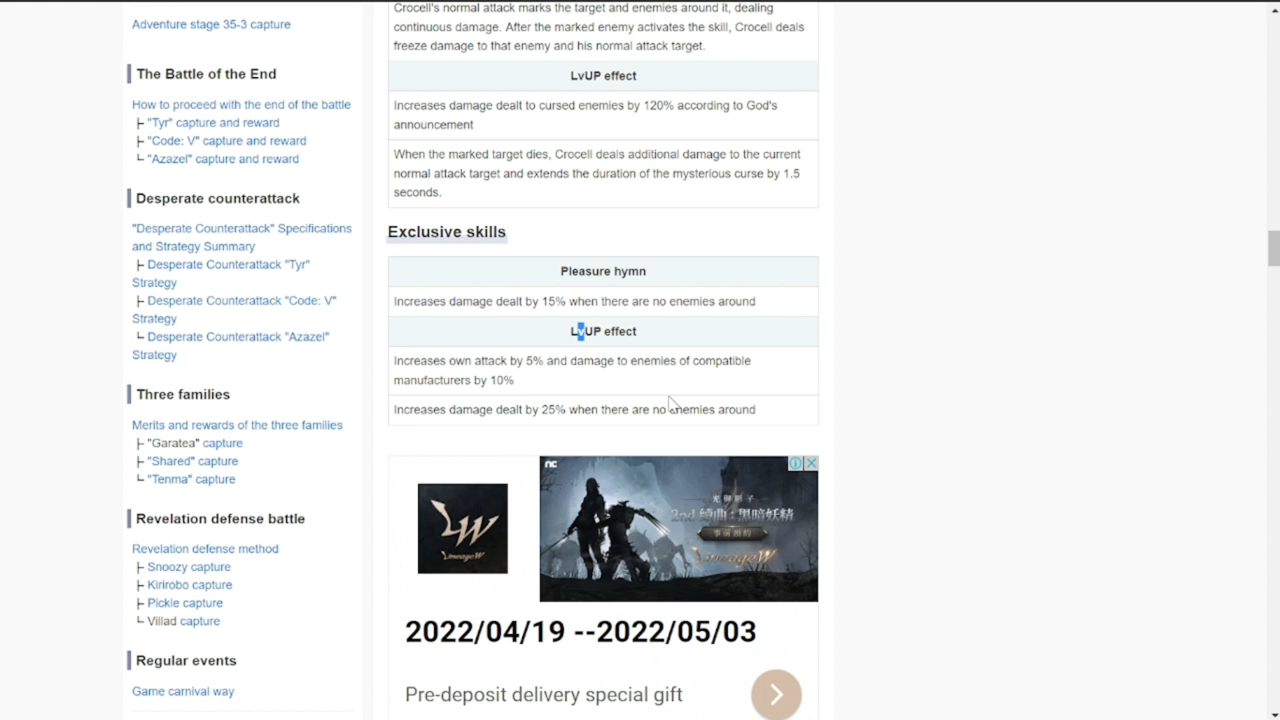 Adventure stage 35-3 capture
The Battle of the End
How to proceed with the end of the battle
├ "Tyr" capture and reward
├ "Code: V" capture and reward
└ "Azazel" capture and reward
Desperate counterattack
"Desperate Counterattack" Specifications
and Strategy Summary
├ Desperate Counterattack "Tyr"
Strategy
├ Desperate Counterattack "Code: V"
Strategy
└ Desperate Counterattack "Azazel"
Strategy
Three families
Merits and rewards of the three families
├ "Garatea" capture
├ "Shared" capture
└ "Tenma" capture
Revelation defense battle
Revelation defense method
├ Snoozy capture
├ Kirirobo capture
├ Pickle capture
└ Villad capture
Regular events
Game carnival way
Crocell's normal attack marks the target and enemies around it, dealing
continuous damage. After the marked enemy activates the skill, Crocell deals
freeze damage to that enemy and his normal attack target.
LvUP effect
Increases damage dealt to cursed enemies by 120% according to God's
announcement
When the marked target dies, Crocell deals additional damage to the current
normal attack target and extends the duration of the mysterious curse by 1.5
seconds.
Exclusive skills
Pleasure hymn
Increases damage dealt by 15% when there are no enemies around
LvUP effect
Increases own attack by 5% and damage to enemies of compatible
manufacturers by 10%
Increases damage dealt by 25% when there are no enemies around
nc
LW
LineageW
2nd 續曲:黑暗妖精
LineageW
2022/04/19 --2022/05/03
Pre-deposit delivery special gift